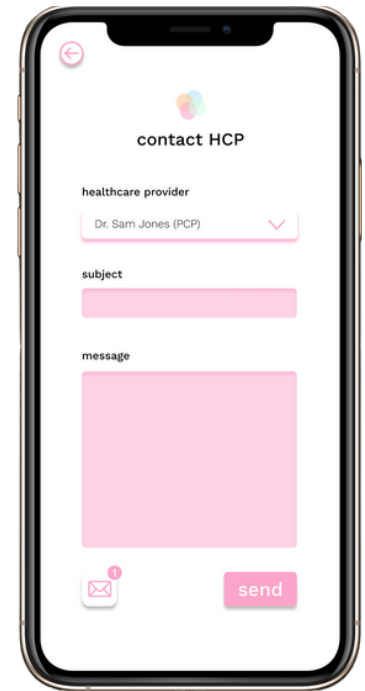 contact HCP
healthcare provider
Dr. Sam Jones (PCP)
subject
message
1
send